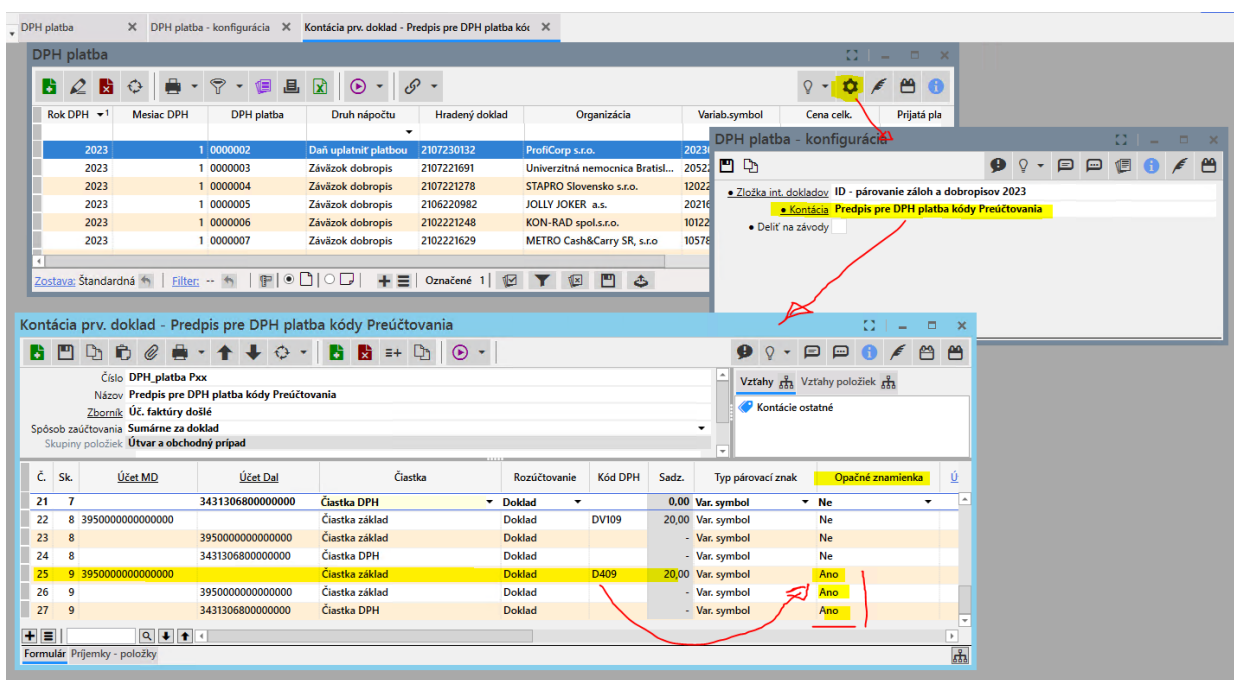 DPH platba
DPH platba - konfigurácia
Kontácia prv. doklad - Predpis pre DPH platba kóc
DPH platba
Rok DPH 1 Mesiac DPH DPH platba Druh nápočtu Hradený doklad Organizácia Variab.symbol Cena celk. Prijatá pla
2023 1 0000002 Daň uplatniť platbou 2107230132 ProfiCorp s.r.o. 2023
2023 1 0000003 Záväzok dobropis 2107221691 Univerzitná nemocnica Bratisl... 20522
2023 1 0000004 Záväzok dobropis 2107221278 STAPRO Slovensko s.r.o. 12022
2023 1 0000005 Záväzok dobropis 2106220982 JOLLY JOKER a.s. 20216
2023 1 0000006 Záväzok dobropis 2102221248 KON-RAD spol.s.r.o. 10122
2023 1 0000007 Záväzok dobropis 2102221629 METRO Cash&Carry SR, s.r.o 10578
Zostava: Štandardná Filter: -- Označené 1
DPH platba - konfigurácia
Zložka int. dokladov ID - párovanie záloh a dobropisov 2023
Kontácia Predpis pre DPH platba kódy Preúčtovania
Deliť na závody
Kontácia prv. doklad - Predpis pre DPH platba kódy Preúčtovania
Číslo DPH_platba Pxx
Názov Predpis pre DPH platba kódy Preúčtovania
Zborník Úč. faktúry došlé
Spôsob zaúčtovania Sumárne za doklad
Skupiny položiek Útvar a obchodný prípad
Vzťahy Vzťahy položiek
Kontácie ostatné
Č. Sk. Účet MD Účet Dal Čiastka Rozúčtovanie Kód DPH Sadz. Typ párovací znak Opačné znamienka Ú
21 7 3431306800000000 Čiastka DPH Doklad 0,00 Var. symbol Ne
22 8 3950000000000000 Čiastka základ Doklad DV109 20,00 Var. symbol Ne
23 8 3950000000000000 Čiastka základ Doklad - Var. symbol Ne
24 8 3431306800000000 Čiastka DPH Doklad - Var. symbol Ne
25 9 3950000000000000 Čiastka základ Doklad D409 20,00 Var. symbol Ano
26 9 3950000000000000 Čiastka základ Doklad - Var. symbol Ano
27 9 3431306800000000 Čiastka DPH Doklad - Var. symbol Ano
Formulár Príjemky - položky